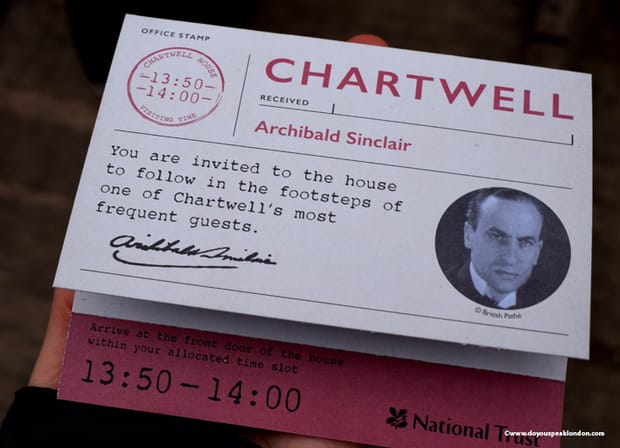 OFFICE STAMP
CHARTWELL HOUSE
-13:50-
-14:00-
VISITING TIME
CHARTWELL
RECEIVED
Archibald Sinclair
You are invited to the house
to follow in the footsteps of
one of Chartwell's most
frequent guests.
Archibald Sinclair
© British Pathé
Arrive at the front door of the house
within your allocated time slot
13:50 – 14:00
National Trust
©www.doyouspeaklondon.com